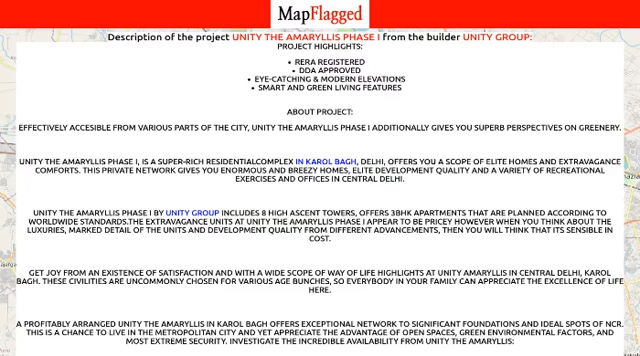 MapFlagged
Description of the project UNITY THE AMARYLLIS PHASE I from the builder UNITY GROUP:
PROJECT HIGHLIGHTS:
• RERA REGISTERED
• DDA APPROVED
• EYE-CATCHING & MODERN ELEVATIONS
• SMART AND GREEN LIVING FEATURES
ABOUT PROJECT:
EFFECTIVELY ACCESIBLE FROM VARIOUS PARTS OF THE CITY, UNITY THE AMARYLLIS PHASE I ADDITIONALLY GIVES YOU SUPERB PERSPECTIVES ON GREENERY.
UNITY THE AMARYLLIS PHASE I, IS A SUPER-RICH RESIDENTIALCOMPLEX IN KAROL BAGH, DELHI, OFFERS YOU A SCOPE OF ELITE HOMES AND EXTRAVAGANCE
COMFORTS. THIS PRIVATE NETWORK GIVES YOU ENORMOUS AND BREEZY HOMES, ELITE DEVELOPMENT QUALITY AND A VARIETY OF RECREATIONAL
EXERCISES AND OFFICES IN CENTRAL DELHI.
UNITY THE AMARYLLIS PHASE I BY UNITY GROUP INCLUDES 8 HIGH ASCENT TOWERS, OFFERS 3BHK APARTMENTS THAT ARE PLANNED ACCORDING TO
WORLDWIDE STANDARDS.THE EXTRAVAGANCE UNITS AT UNITY THE AMARYLLIS PHASE I APPEAR TO BE PRICEY HOWEVER WHEN YOU THINK ABOUT THE
LUXURIES, MARKED DETAIL OF THE UNITS AND DEVELOPMENT QUALITY FROM DIFFERENT ADVANCEMENTS, THEN YOU WILL THINK THAT ITS SENSIBLE IN
COST.
GET JOY FROM AN EXISTENCE OF SATISFACTION AND WITH A WIDE SCOPE OF WAY OF LIFE HIGHLIGHTS AT UNITY AMARYLLIS IN CENTRAL DELHI, KAROL
BAGH. THESE CIVILITIES ARE UNCOMMONLY CHOSEN FOR VARIOUS AGE BUNCHES, SO EVERYBODY IN YOUR FAMILY CAN APPRECIATE THE EXCELLENCE OF LIFE
HERE.
A PROFITABLY ARRANGED UNITY THE AMARYLLIS IN KAROL BAGH OFFERS EXCEPTIONAL NETWORK TO SIGNIFICANT FOUNDATIONS AND IDEAL SPOTS OF NCR.
THIS IS A CHANCE TO LIVE IN THE METROPOLITAN CITY AND YET APPRECIATE THE ADVANTAGE OF OPEN SPACES, GREEN ENVIRONMENTAL FACTORS, AND
MOST EXTREME SECURITY. INVESTIGATE THE INCREDIBLE AVAILABILITY FROM UNITY THE AMARYLLIS: